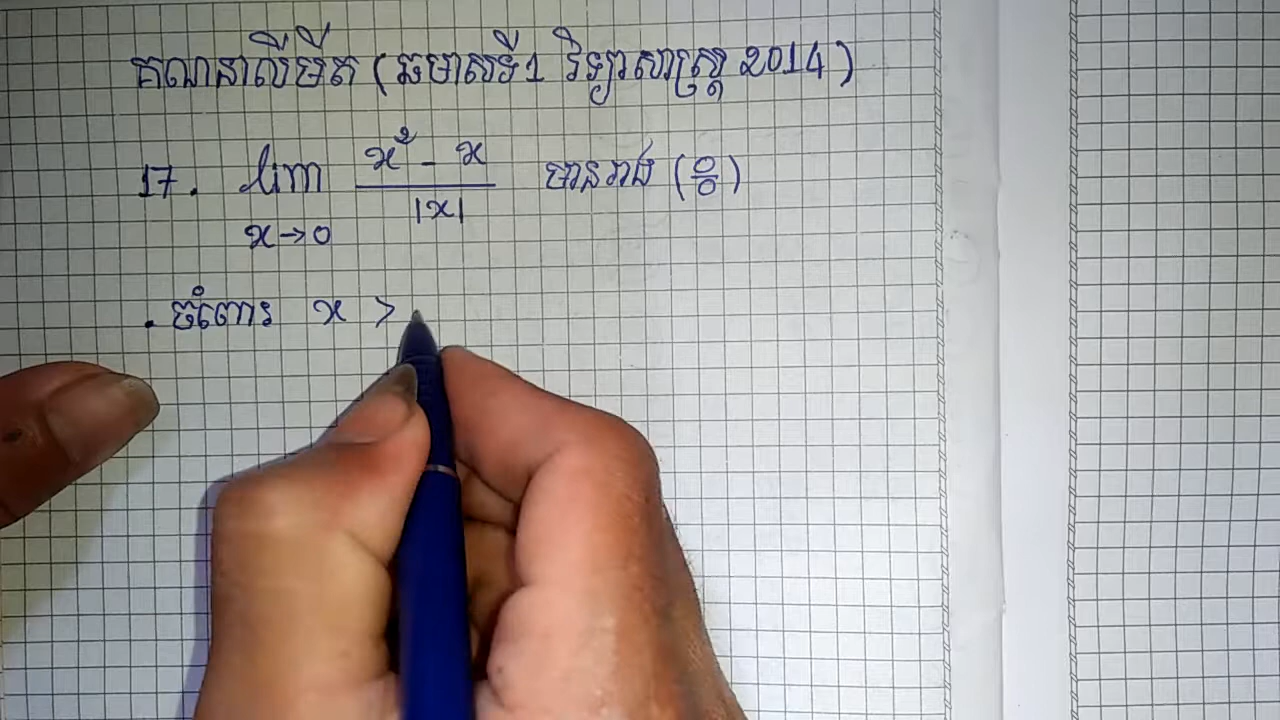 គណនាលីមីត (ឆមាសទី1 វិទ្យាសាស្ត្រ 2014)
17. lim x→0 (x² - x)/|x| មានរាង (0/0)
. ចំពោះ x >